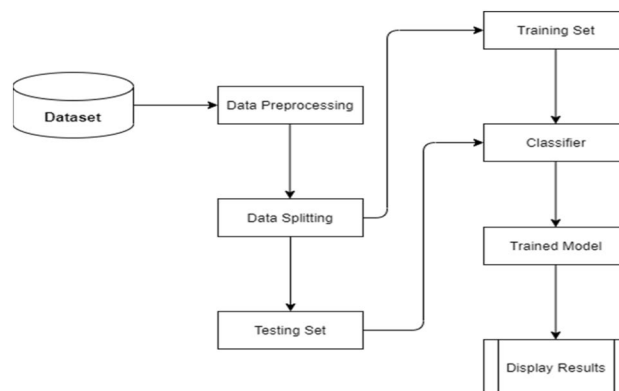 Training Set
Data Preprocessing
Dataset
Classifier
Data Splitting
Trained Model
Testing Set
Display Results